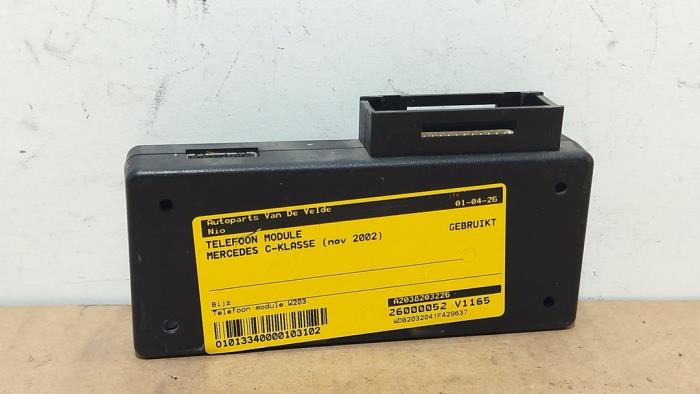 Autoparts Van De Velde
Nio
01-04-26
TELEFOON MODULE
GEBRUIKT
MERCEDES C-KLASSE (nov 2002)
Bijz
Telefoon module W203
01013340000103102
A2038203226
26000052 V1165
WDB2032041F429637